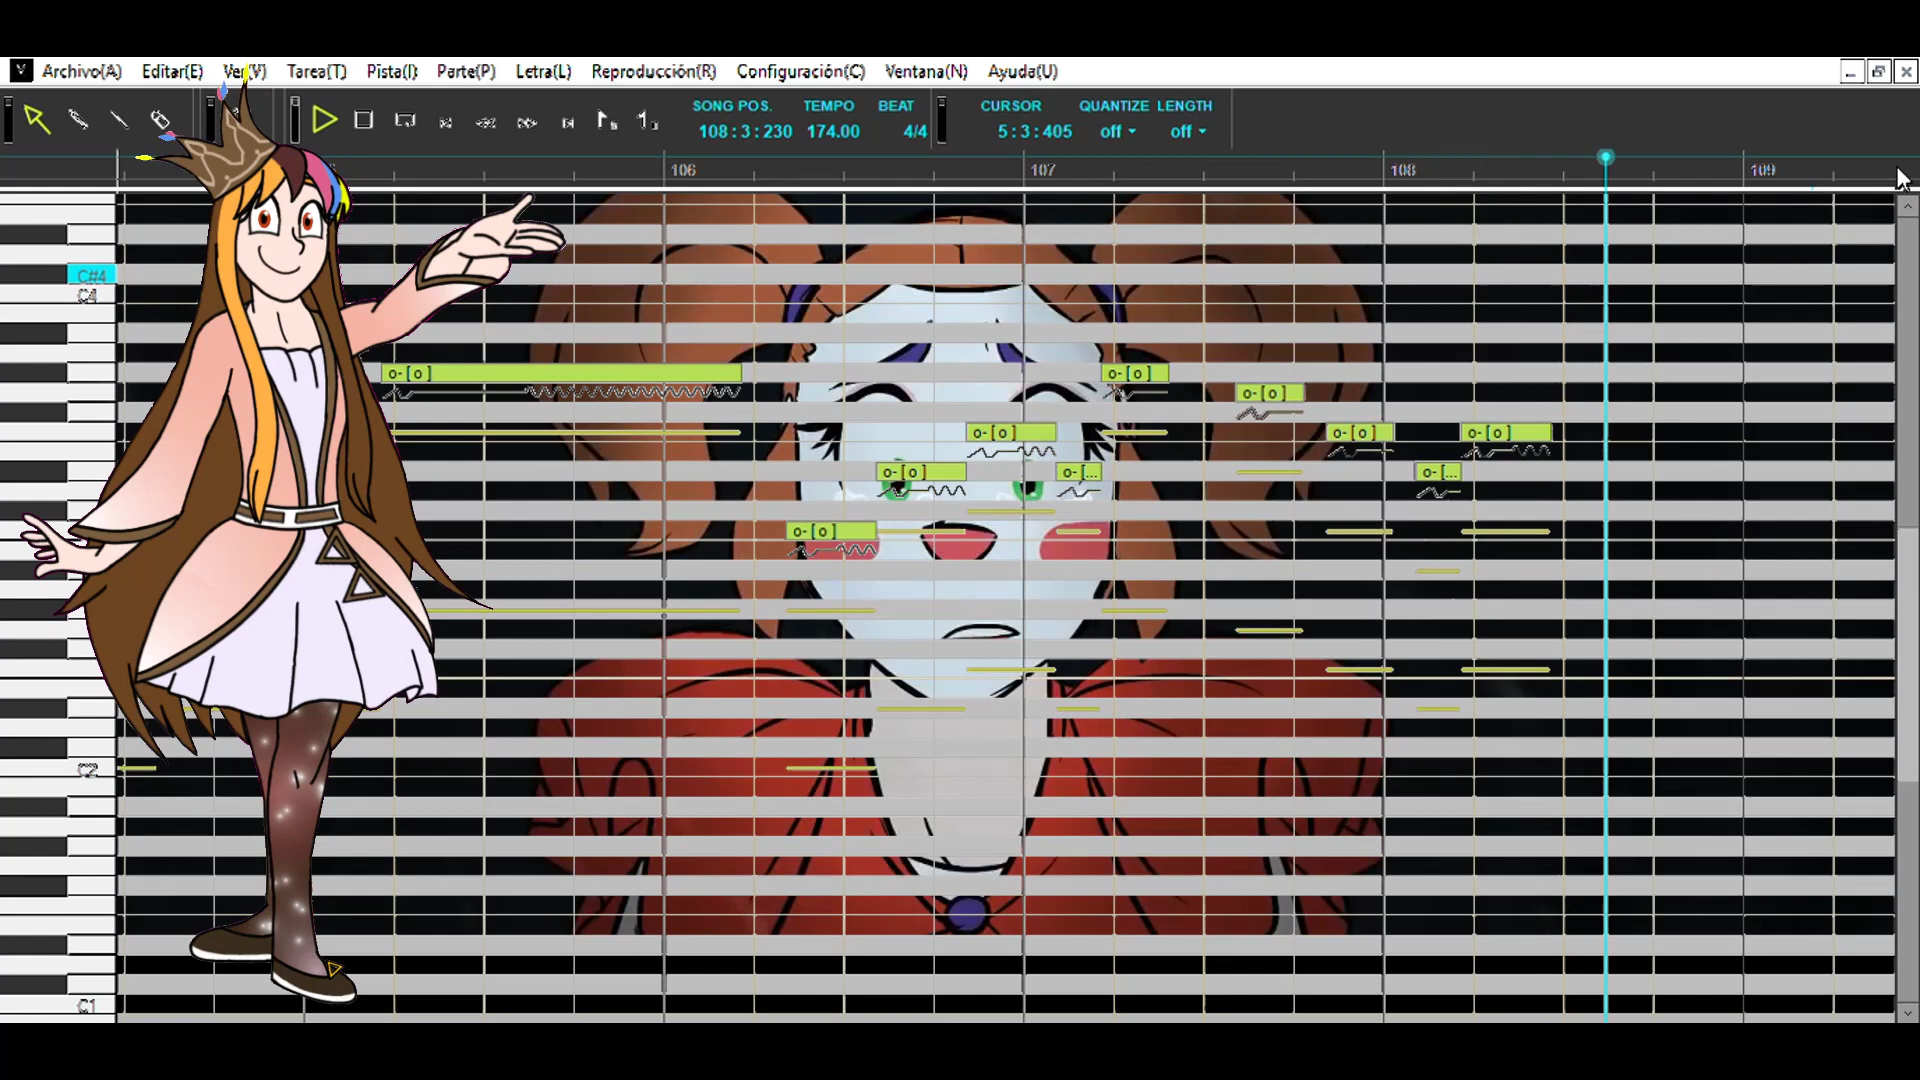 V Archivo(A) Editar(E) Ver(V) Tarea(T) Pista(I) Parte(P) Letra(L) Reproducción(R) Configuración(C) Ventana(N) Ayuda(U)
SONG POS. TEMPO BEAT CURSOR QUANTIZE LENGTH
108:3:230 174.00 4/4 5:3:405 off off
106 107 108 109
C#4
C4
o-[o] o-[o]
o-[o]
o-[o] o-[o] o-[o]
o-[o] o-[... o-[...
o-[o]
C2
C1